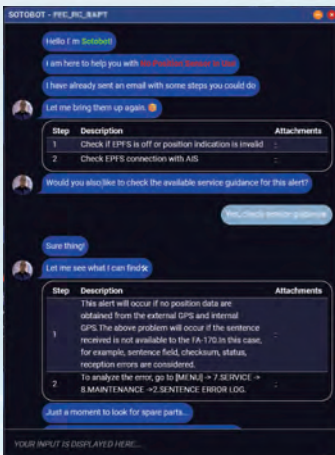 SOTOBOT -
Hello I'm Sotobot!
I am here to help you with No Position Sensor in Use
I have already sent an email with some steps you could do
Let me bring them up again.
Step Description Attachments
1 Check if EPFS is off or position indication is invalid :
2 Check EPFS connection with AIS :
Would you also like to check the available service guidance for this alert?
Yes, check service guidance
Sure thing!
Let me see what I can find
Step Description Attachments
This alert will occur if no position data are
obtained from the external GPS and internal
GPS.The above problem will occur if the sentence
1 received is not available to the FA-170.In this case, :
for example, sentence field, checksum, status,
reception errors are considered.
2 To analyze the error, go to [MENU] -> 7.SERVICE -> :
8.MAINTENANCE ->2.SENTENCE ERROR LOG.
Just a moment to look for spare parts...
YOUR INPUT IS DISPLAYED HERE...